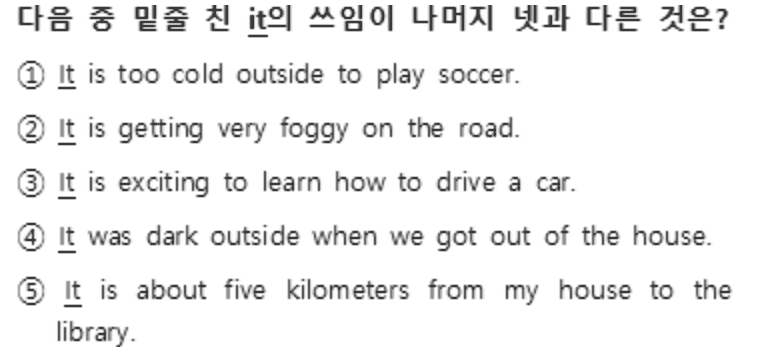 다음 중 밑줄 친 it의 쓰임이 나머지 넷과 다른 것은?
① It is too cold outside to play soccer.
② It is getting very foggy on the road.
③ It is exciting to learn how to drive a car.
④ It was dark outside when we got out of the house.
⑤ It is about five kilometers from my house to the
library.